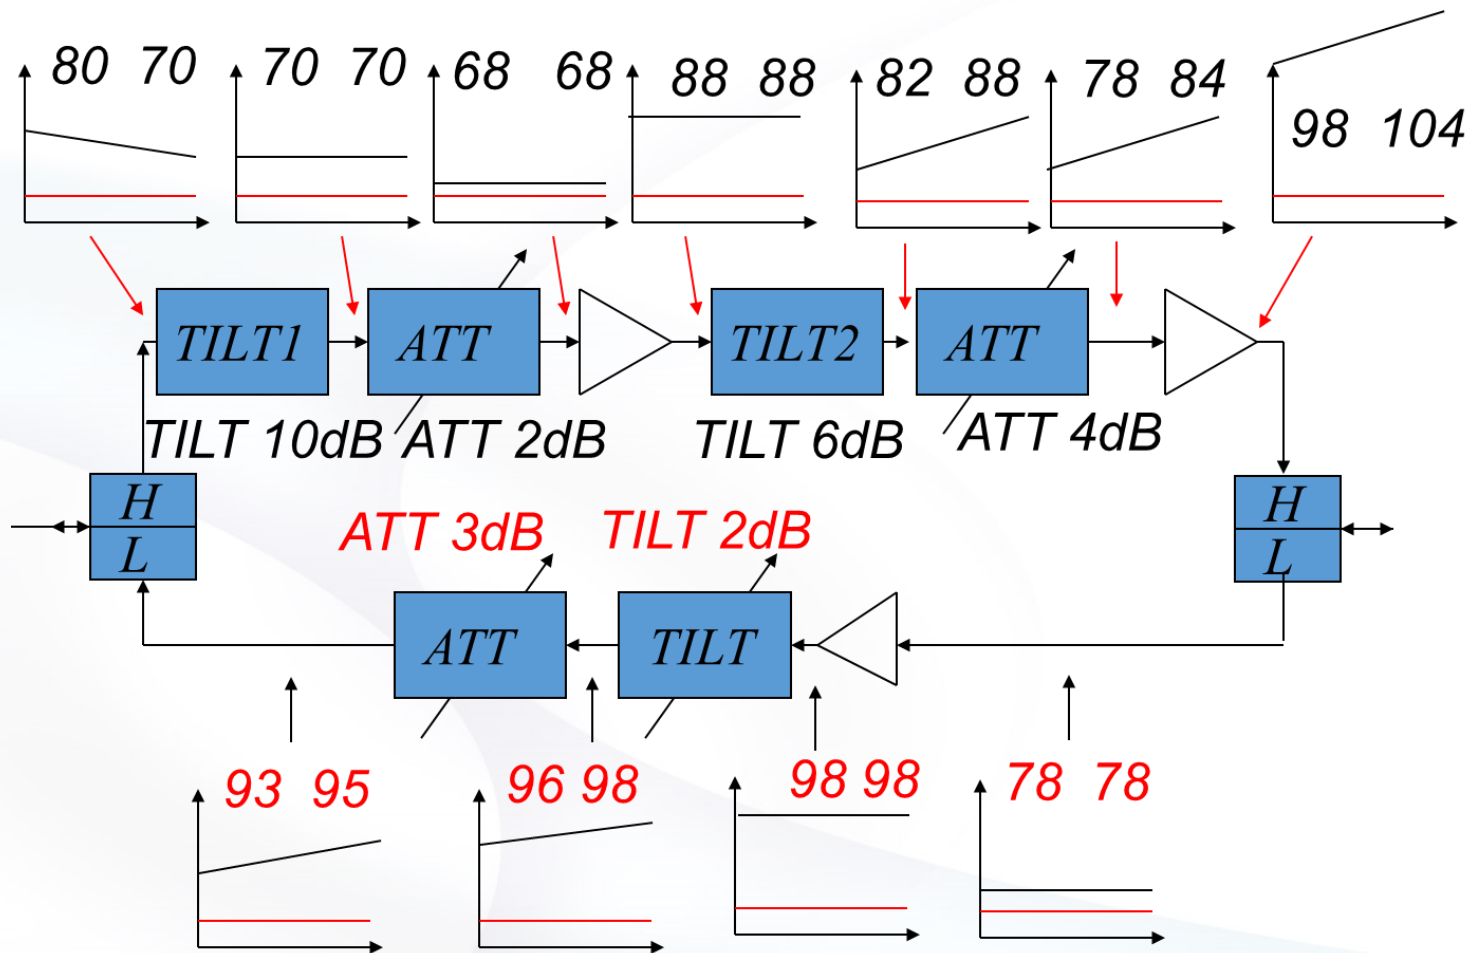 80 70
70 70
68 68
88 88
82 88
78 84
98 104
TILT1
ATT
TILT2
ATT
TILT 10dB
ATT 2dB
TILT 6dB
ATT 4dB
H
L
ATT 3dB
TILT 2dB
H
L
ATT
TILT
93 95
96 98
98 98
78 78